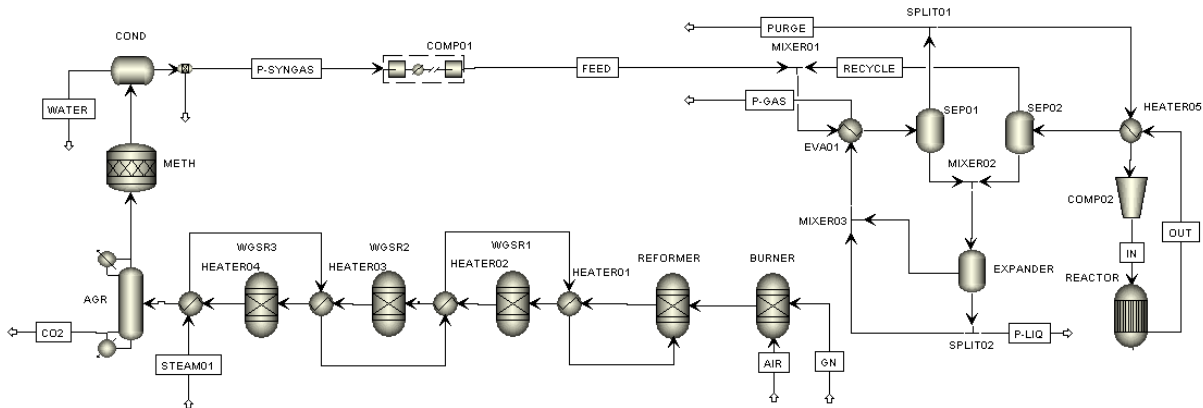 SPLIT01
PURGE
COND
COMP01
MIXER01
P-SYNGAS
FEED
RECYCLE
WATER
P-GAS
SEP01
SEP02
HEATER05
EVA01
METH
MIXER02
COMP02
MIXER03
OUT
WGSR3
WGSR2
WGSR1
IN
HEATER04
HEATER03
HEATER02
HEATER01
REFORMER
BURNER
EXPANDER
REACTOR
AGR
CO2
P-LIQ
SPLIT02
STEAM01
AIR
GN